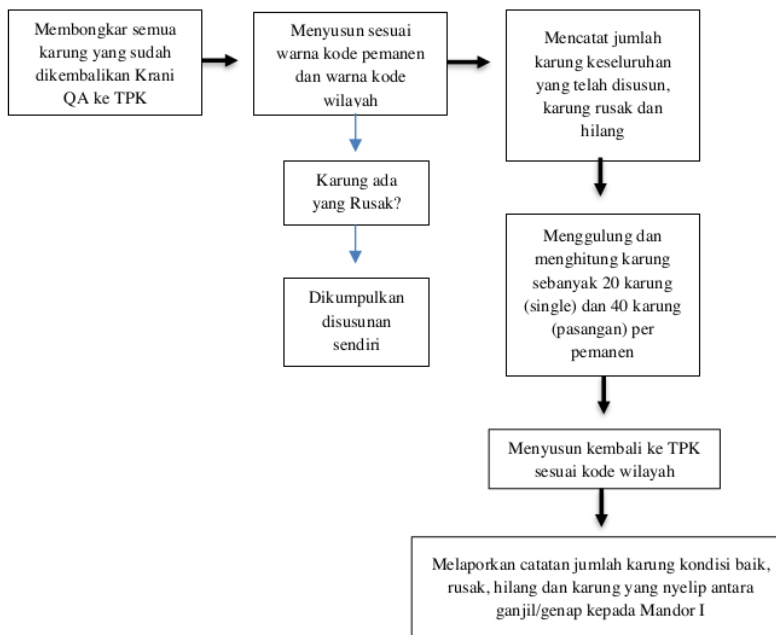 Membongkar semua
karung yang sudah
dikembalikan Krani
QA ke TPK
Menyusun sesuai
warna kode pemanen
dan warna kode
wilayah
Mencatat jumlah
karung keseluruhan
yang telah disusun,
karung rusak dan
hilang
Karung ada
yang Rusak?
Dikumpulkan
disusunan
sendiri
Menggulung dan
menghitung karung
sebanyak 20 karung
(single) dan 40 karung
(pasangan) per
pemanen
Menyusun kembali ke TPK
sesuai kode wilayah
Melaporkan catatan jumlah karung kondisi baik,
rusak, hilang dan karung yang nyelip antara
ganjil/genap kepada Mandor I